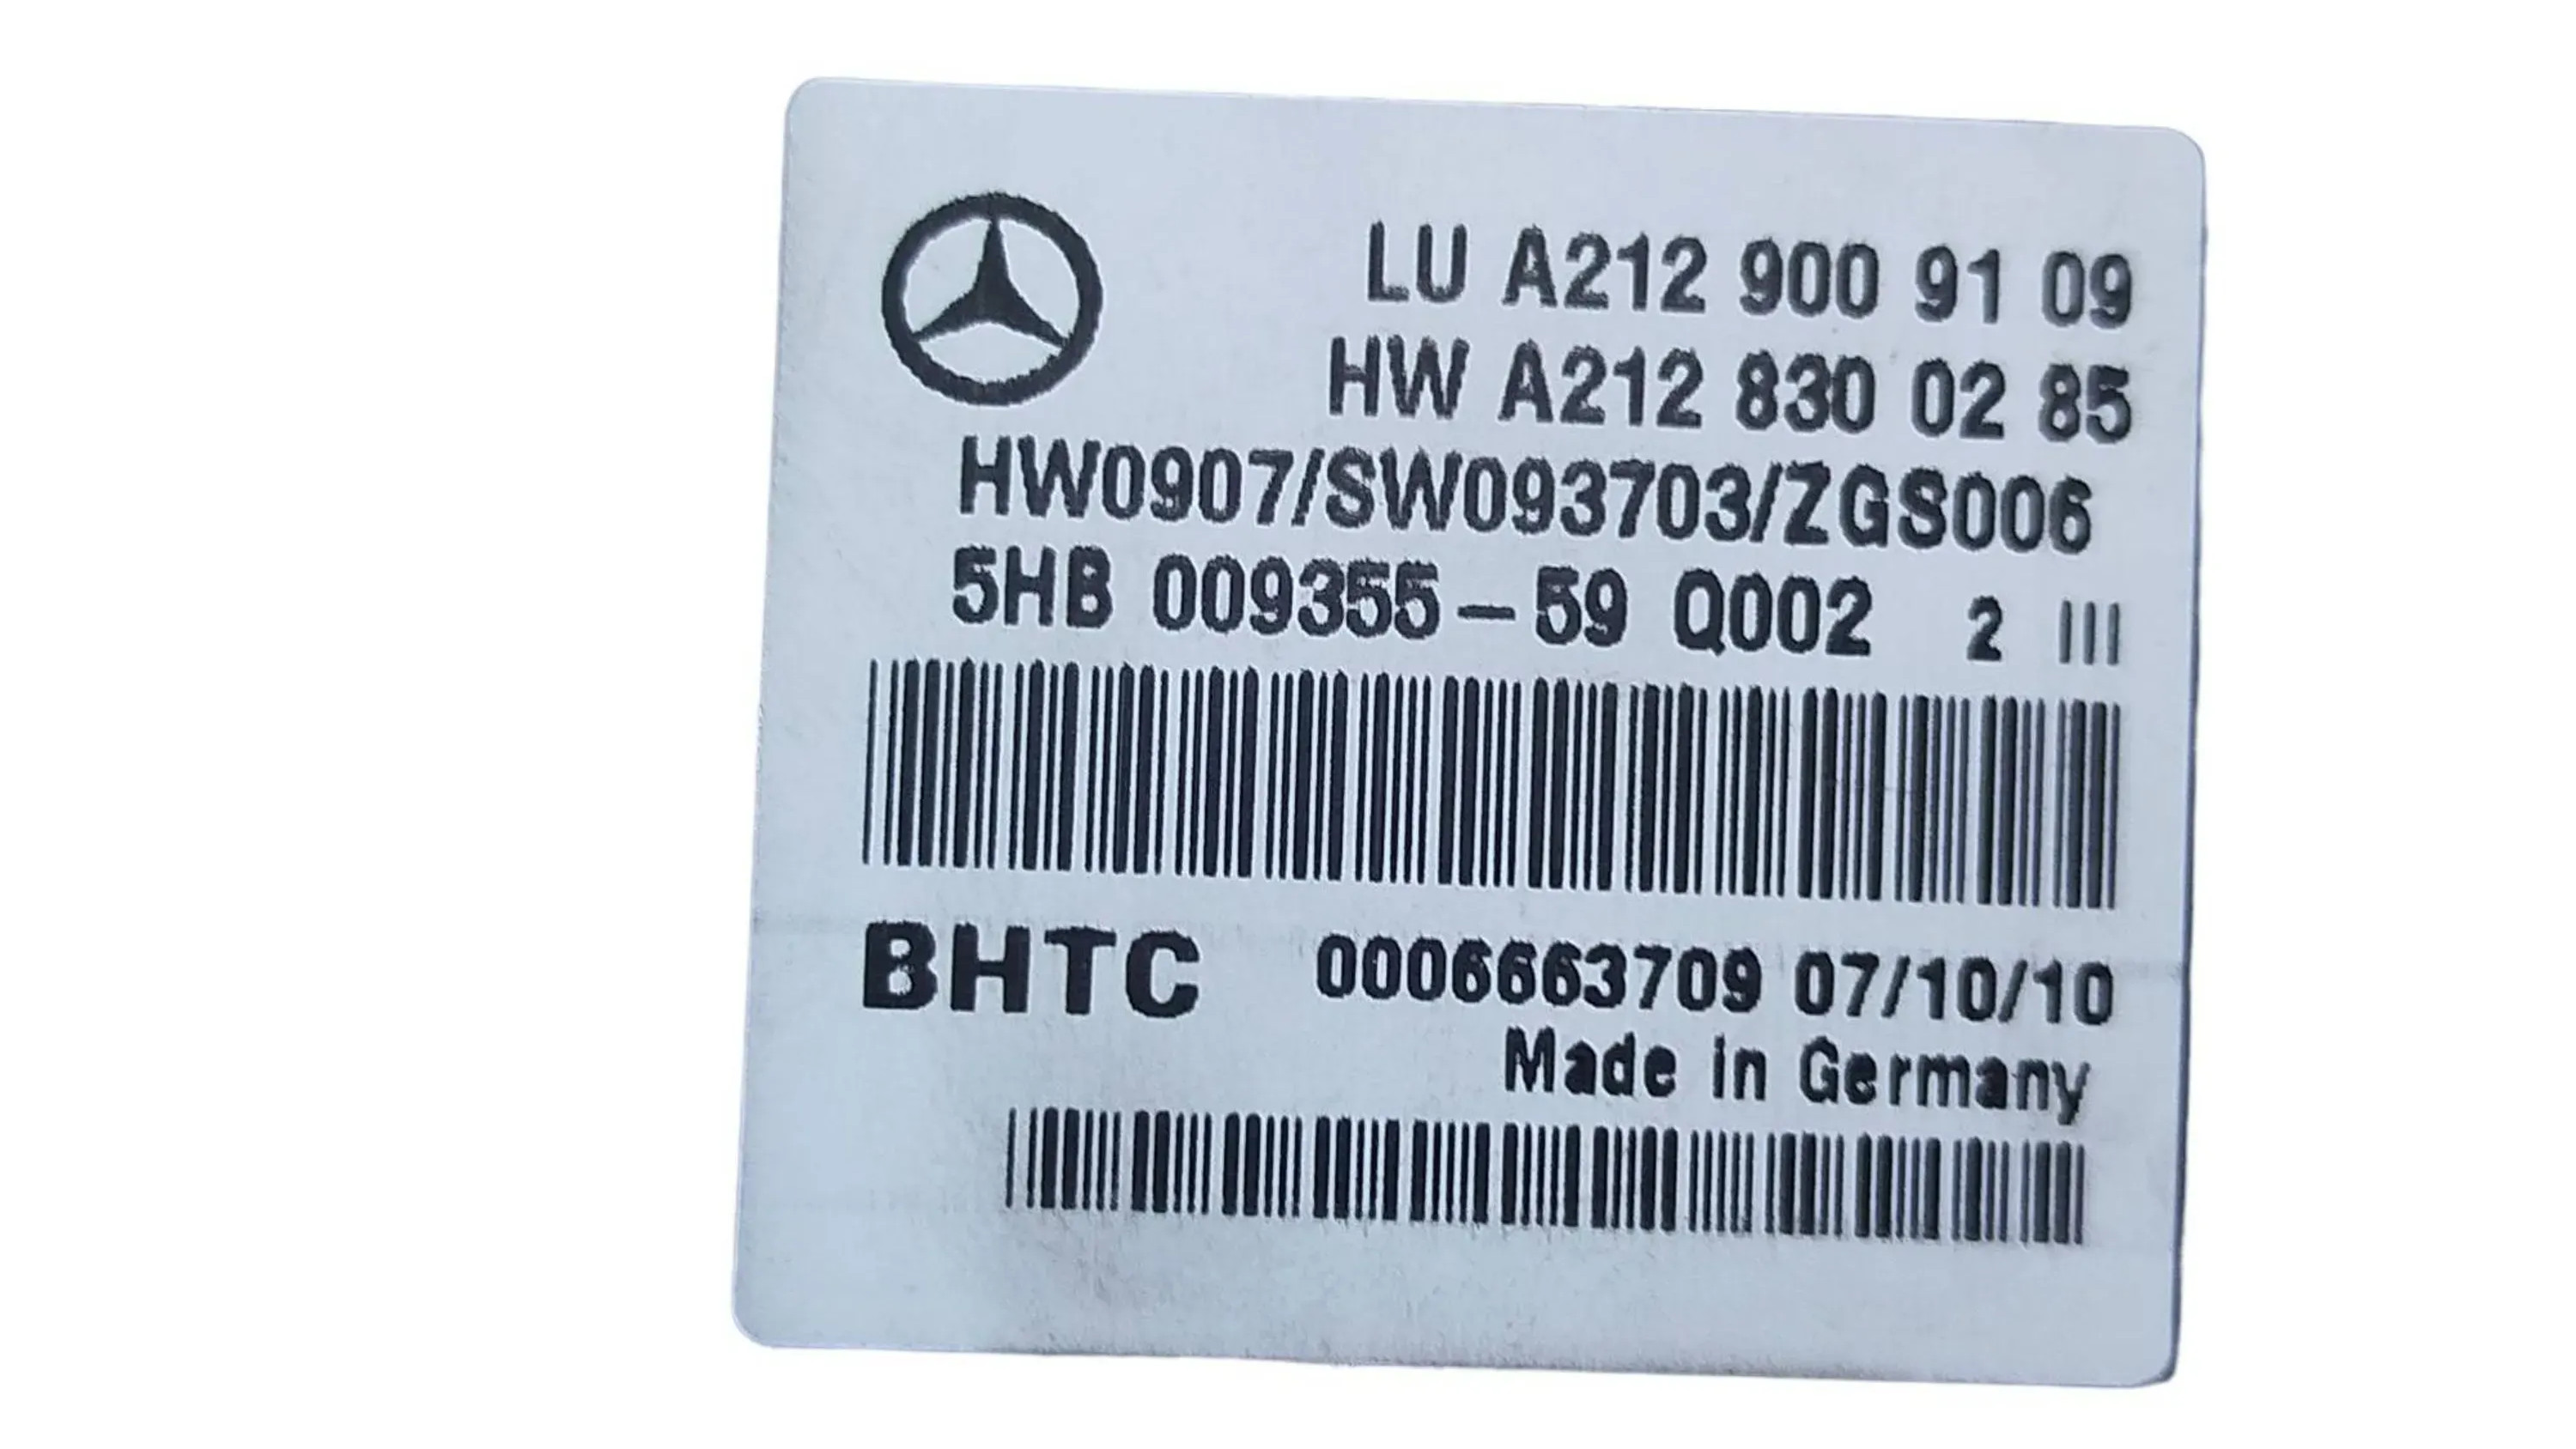 LU A212 900 91 09
HW A212 830 02 85
HW0907/SW093703/ZGS006
5HB 009355-59 Q002 2 III
BHTC 0006663709 07/10/10
Made in Germany